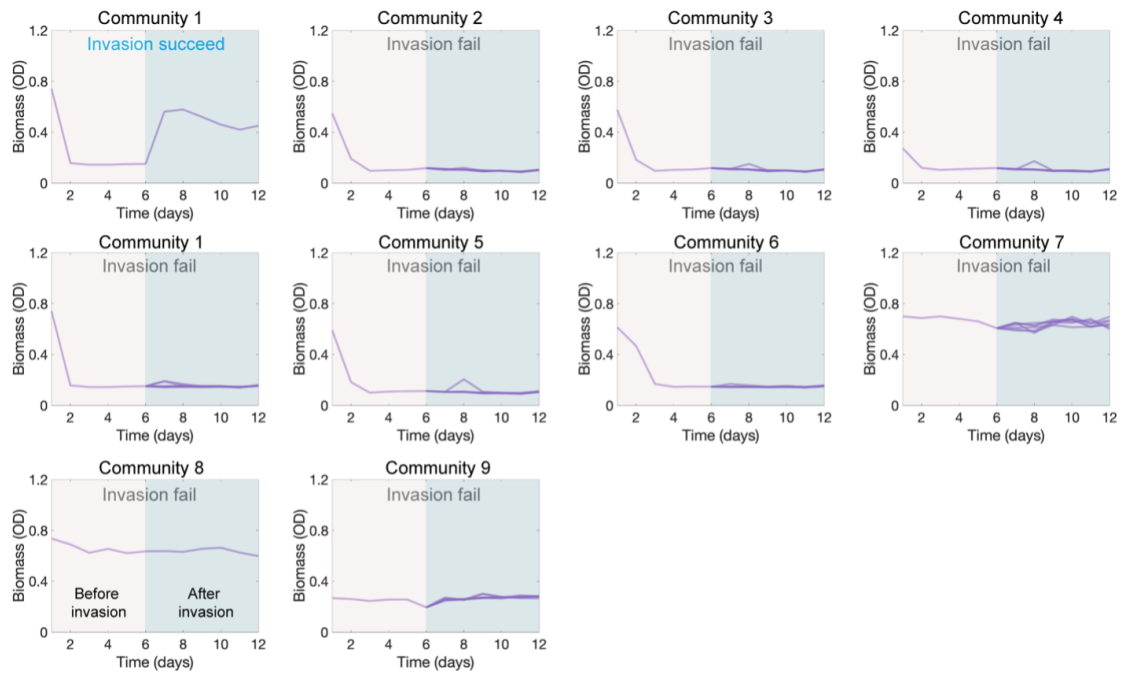 Community 1
Invasion succeed
Biomass (OD)
1.2
0.8
0.4
0
2 4 6 8 10 12
Time (days)
Community 2
Invasion fail
Biomass (OD)
1.2
0.8
0.4
0
2 4 6 8 10 12
Time (days)
Community 3
Invasion fail
Biomass (OD)
1.2
0.8
0.4
0
2 4 6 8 10 12
Time (days)
Community 4
Invasion fail
Biomass (OD)
1.2
0.8
0.4
0
2 4 6 8 10 12
Time (days)
Community 1
Invasion fail
Biomass (OD)
1.2
0.8
0.4
0
2 4 6 8 10 12
Time (days)
Community 5
Invasion fail
Biomass (OD)
1.2
0.8
0.4
0
2 4 6 8 10 12
Time (days)
Community 6
Invasion fail
Biomass (OD)
1.2
0.8
0.4
0
2 4 6 8 10 12
Time (days)
Community 7
Invasion fail
Biomass (OD)
1.2
0.8
0.4
0
2 4 6 8 10 12
Time (days)
Community 8
Invasion fail
Biomass (OD)
1.2
0.8
0.4
0
Before
invasion
After
invasion
2 4 6 8 10 12
Time (days)
Community 9
Invasion fail
Biomass (OD)
1.2
0.8
0.4
0
2 4 6 8 10 12
Time (days)